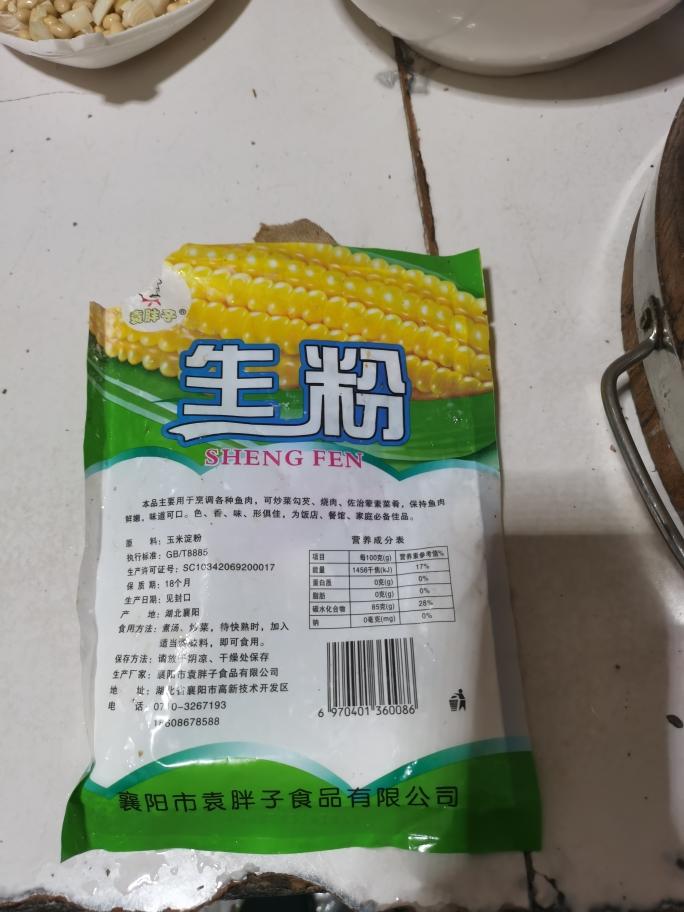 袁胖子®
生粉
SHENG FEN
本品主要用于烹调各种鱼肉，可炒菜勾芡、烧肉、佐治荤素菜肴，保持鱼肉
鲜嫩，味道可口。色、香、味、形俱佳，为饭店、餐馆、家庭必备佳品。
原 料：玉米淀粉
执行标准：GB/T8885
生产许可证号：SC10342069200017
保 质 期：18个月
生产日期：见封口
产 地：湖北襄阳
食用方法：煮汤、炒菜，待快熟时，加入
适当调胶料，即可食用。
保存方法：请放于阴凉、干燥处保存
生产厂家：襄阳市袁胖子食品有限公司
地 址：湖北省襄阳市高新技术开发区
电 话：0710-3267193
18608678588
营养成分表
项目 每100克(g) 营养素参考值%
能量 1456千焦(kJ) 17%
蛋白质 0克(g) 0%
脂肪 0克(g) 0%
碳水化合物 85克(g) 28%
钠 0毫克(mg) 0%
6 970401 360086
襄阳市袁胖子食品有限公司